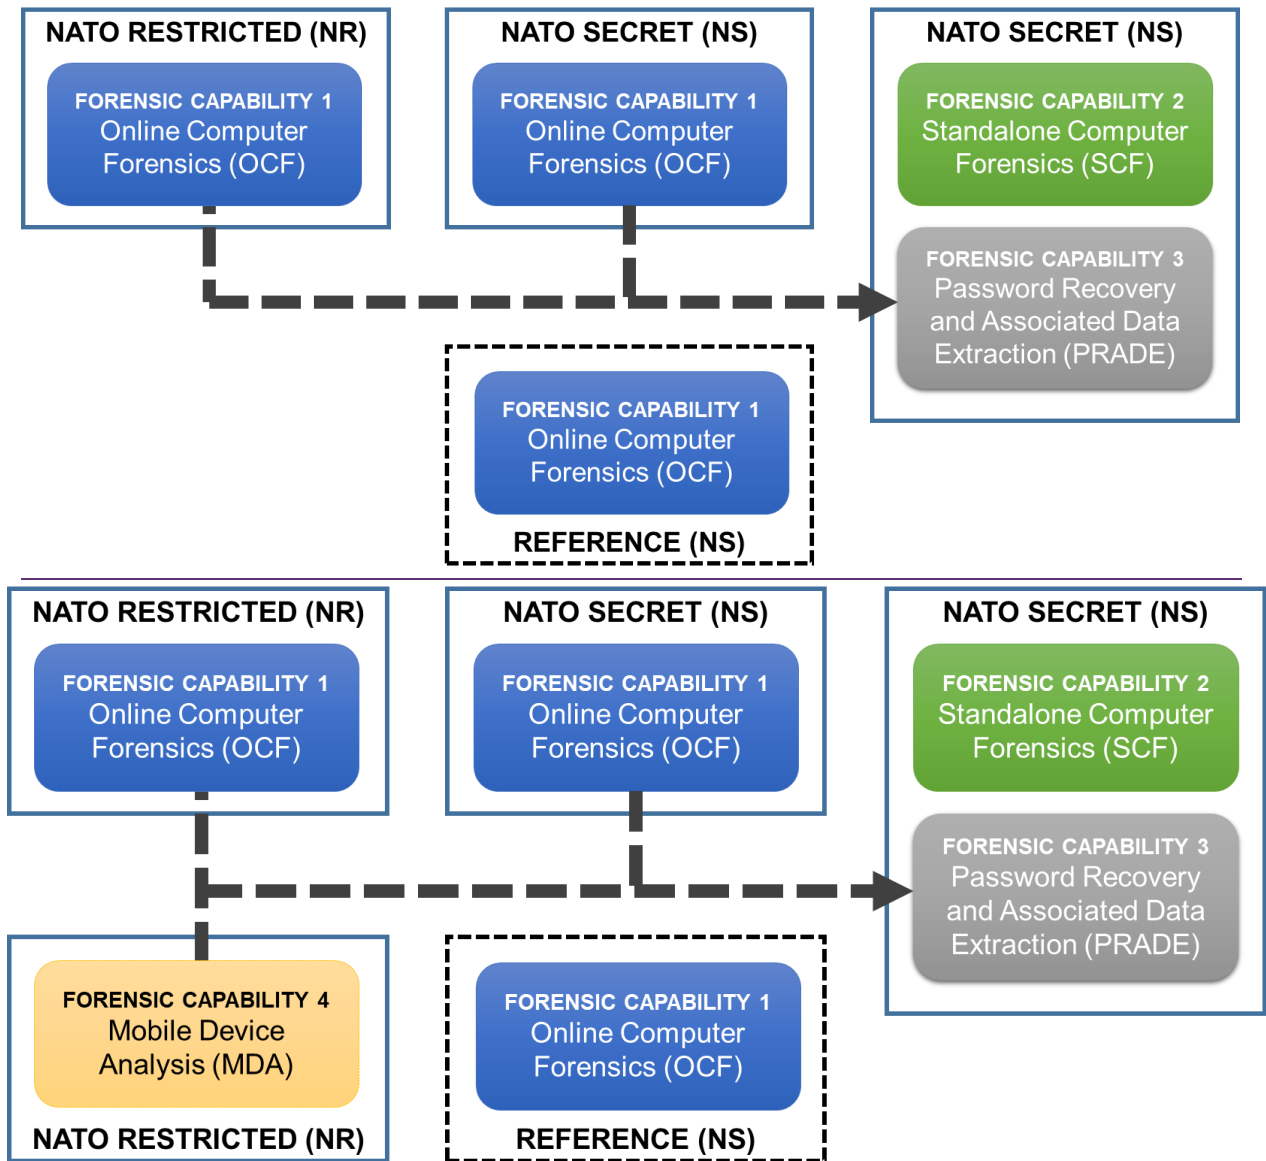 NATO RESTRICTED (NR)
FORENSIC CAPABILITY 1
Online Computer
Forensics (OCF)
NATO SECRET (NS)
FORENSIC CAPABILITY 1
Online Computer
Forensics (OCF)
NATO SECRET (NS)
FORENSIC CAPABILITY 2
Standalone Computer
Forensics (SCF)
FORENSIC CAPABILITY 3
Password Recovery
and Associated Data
Extraction (PRADE)
FORENSIC CAPABILITY 1
Online Computer
Forensics (OCF)
REFERENCE (NS)
NATO RESTRICTED (NR)
FORENSIC CAPABILITY 1
Online Computer
Forensics (OCF)
NATO SECRET (NS)
FORENSIC CAPABILITY 1
Online Computer
Forensics (OCF)
NATO SECRET (NS)
FORENSIC CAPABILITY 2
Standalone Computer
Forensics (SCF)
FORENSIC CAPABILITY 3
Password Recovery
and Associated Data
Extraction (PRADE)
FORENSIC CAPABILITY 4
Mobile Device
Analysis (MDA)
NATO RESTRICTED (NR)
FORENSIC CAPABILITY 1
Online Computer
Forensics (OCF)
REFERENCE (NS)